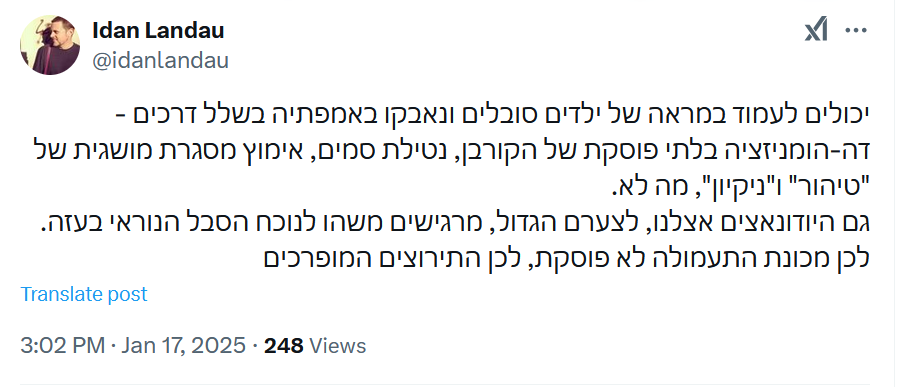 Idan Landau
@idanlandau
יכולים לעמוד במראה של ילדים סובלים ונאבקו באמפתיה בשלל דרכים -
דה-הומניזציה בלתי פוסקת של הקורבן, נטילת סמים, אימוץ מסגרת מושגית של
"טיהור" ו"ניקיון", מה לא.
גם היודונאצים אצלנו, לצערם הגדול, מרגישים משהו לנוכח הסבל הנוראי בעזה.
לכן מכונת התעמולה לא פוסקת, לכן התירוצים המופרכים
Translate post
3:02 PM · Jan 17, 2025 · 248 Views